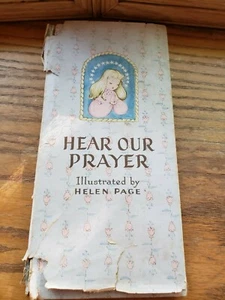 HEAR OUR
PRAYER
Illustrated by
HELEN PAGE